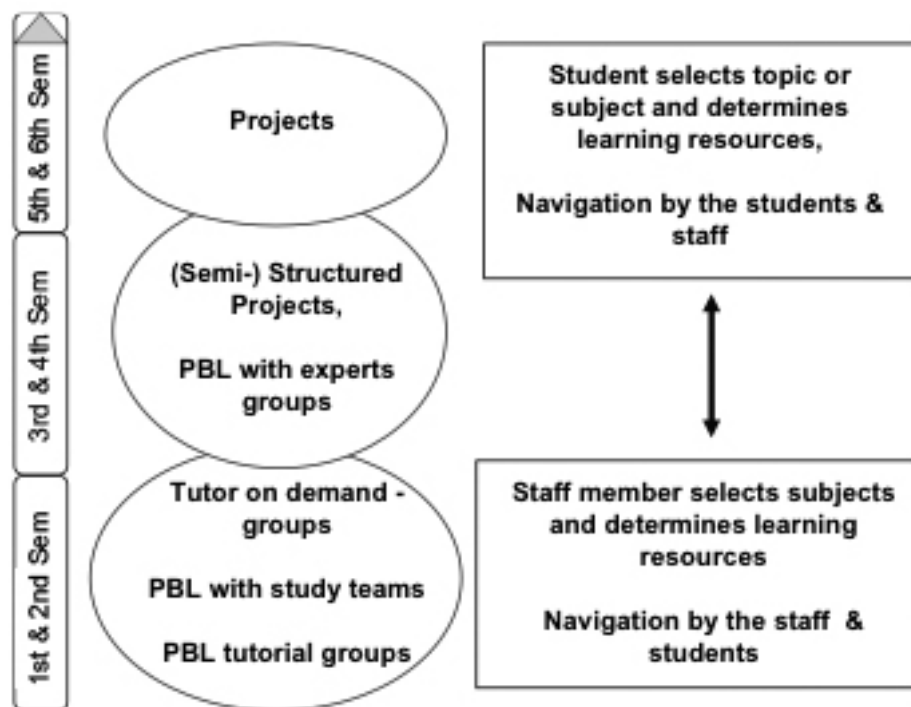 5th & 6th Sem
Projects
Student selects topic or
subject and determines
learning resources,
Navigation by the students &
staff
3rd & 4th Sem
(Semi-) Structured
Projects,
PBL with experts
groups
1st & 2nd Sem
Tutor on demand -
groups
PBL with study teams
PBL tutorial groups
Staff member selects subjects
and determines learning
resources
Navigation by the staff &
students